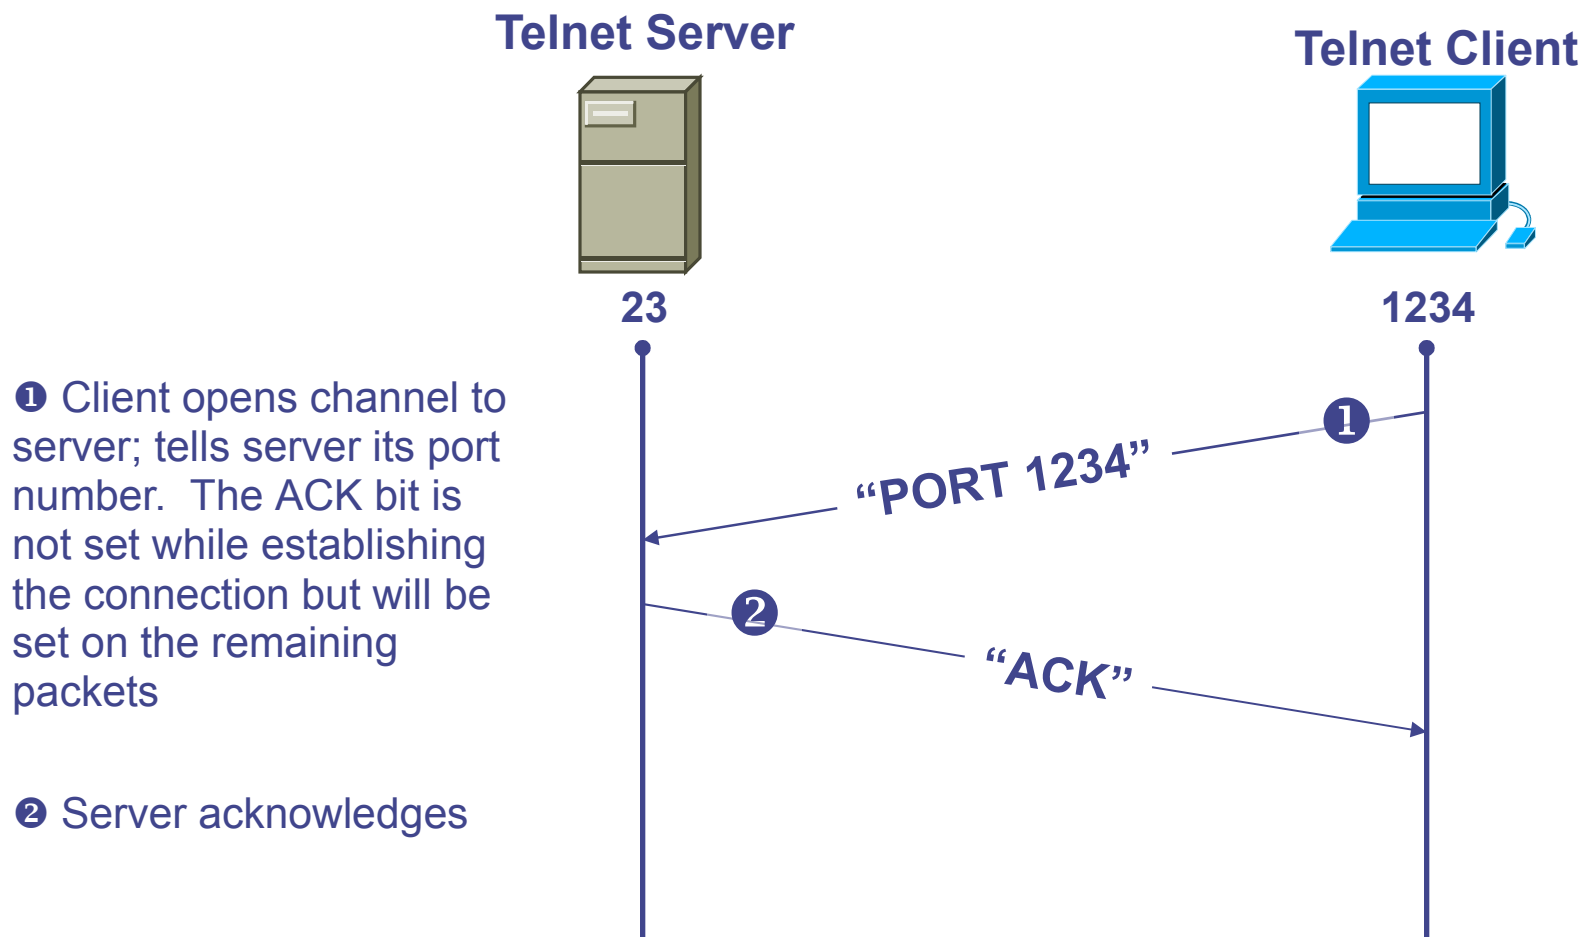 Telnet Server
Telnet Client
23
1234
❶ Client opens channel to
server; tells server its port
number.  The ACK bit is
not set while establishing
the connection but will be
set on the remaining
packets
❶
“PORT 1234”
❷
“ACK”
❷ Server acknowledges